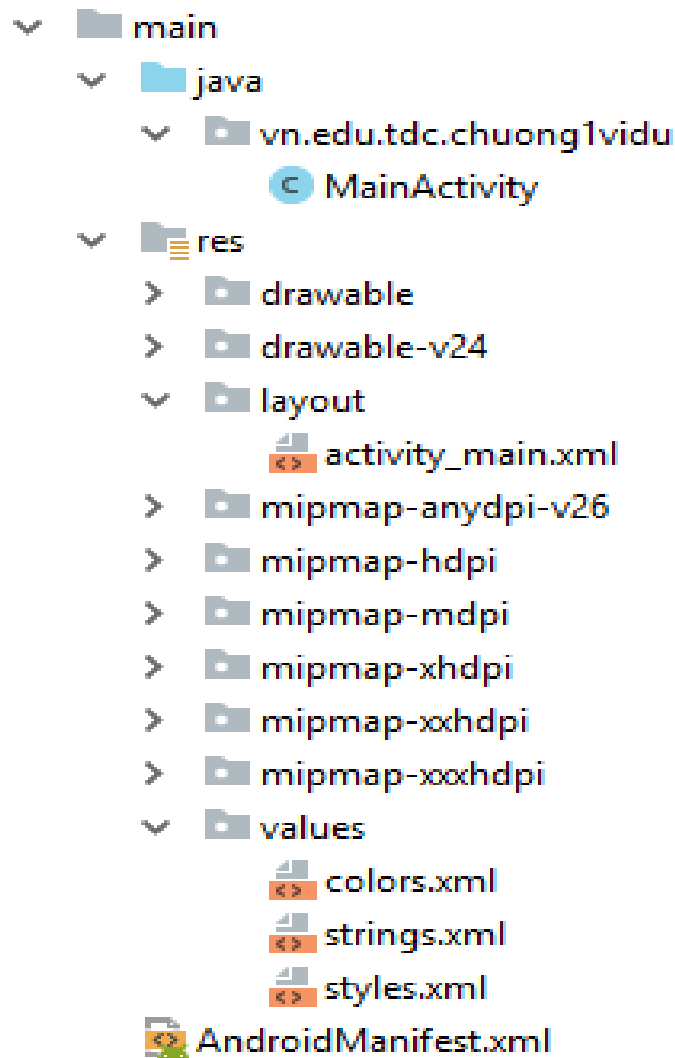 main
java
vn.edu.tdc.chuong1vidu
MainActivity
res
drawable
drawable-v24
layout
activity_main.xml
mipmap-anydpi-v26
mipmap-hdpi
mipmap-mdpi
mipmap-xhdpi
mipmap-xxhdpi
mipmap-xxxhdpi
values
colors.xml
strings.xml
styles.xml
AndroidManifest.xml